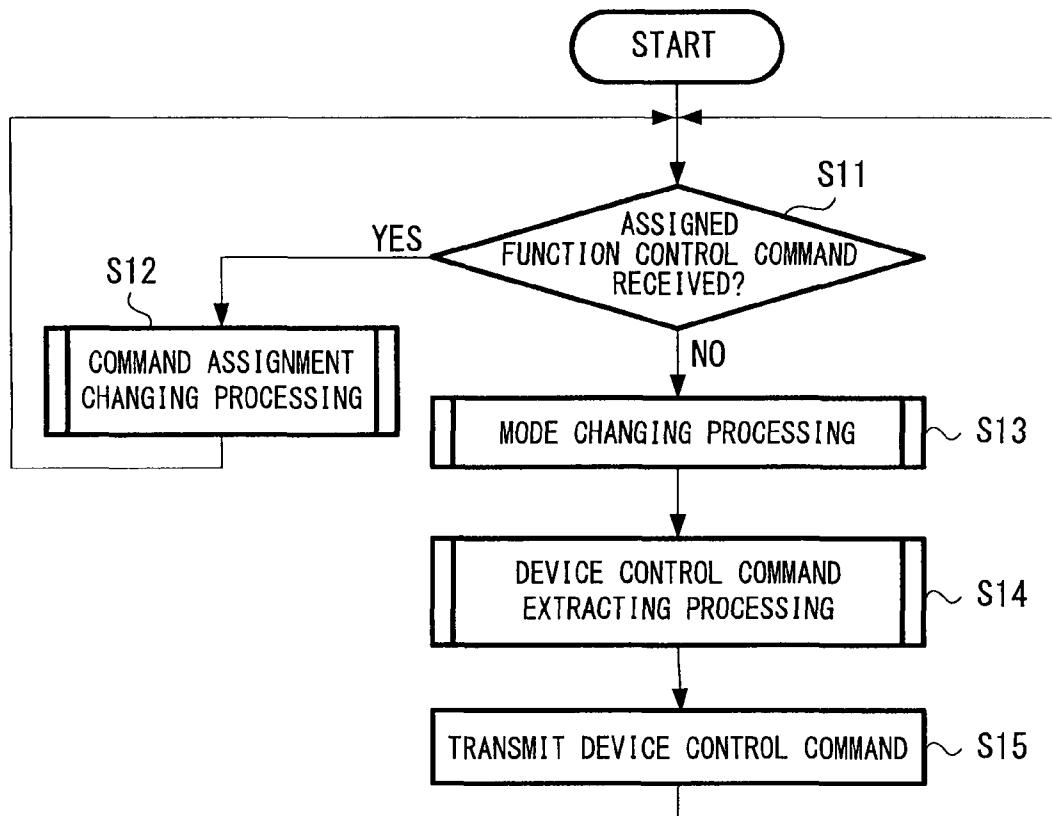 START
S11
ASSIGNED
FUNCTION CONTROL COMMAND
RECEIVED?
YES
S12
COMMAND ASSIGNMENT
CHANGING PROCESSING
NO
MODE CHANGING PROCESSING
S13
DEVICE CONTROL COMMAND
EXTRACTING PROCESSING
S14
TRANSMIT DEVICE CONTROL COMMAND
S15